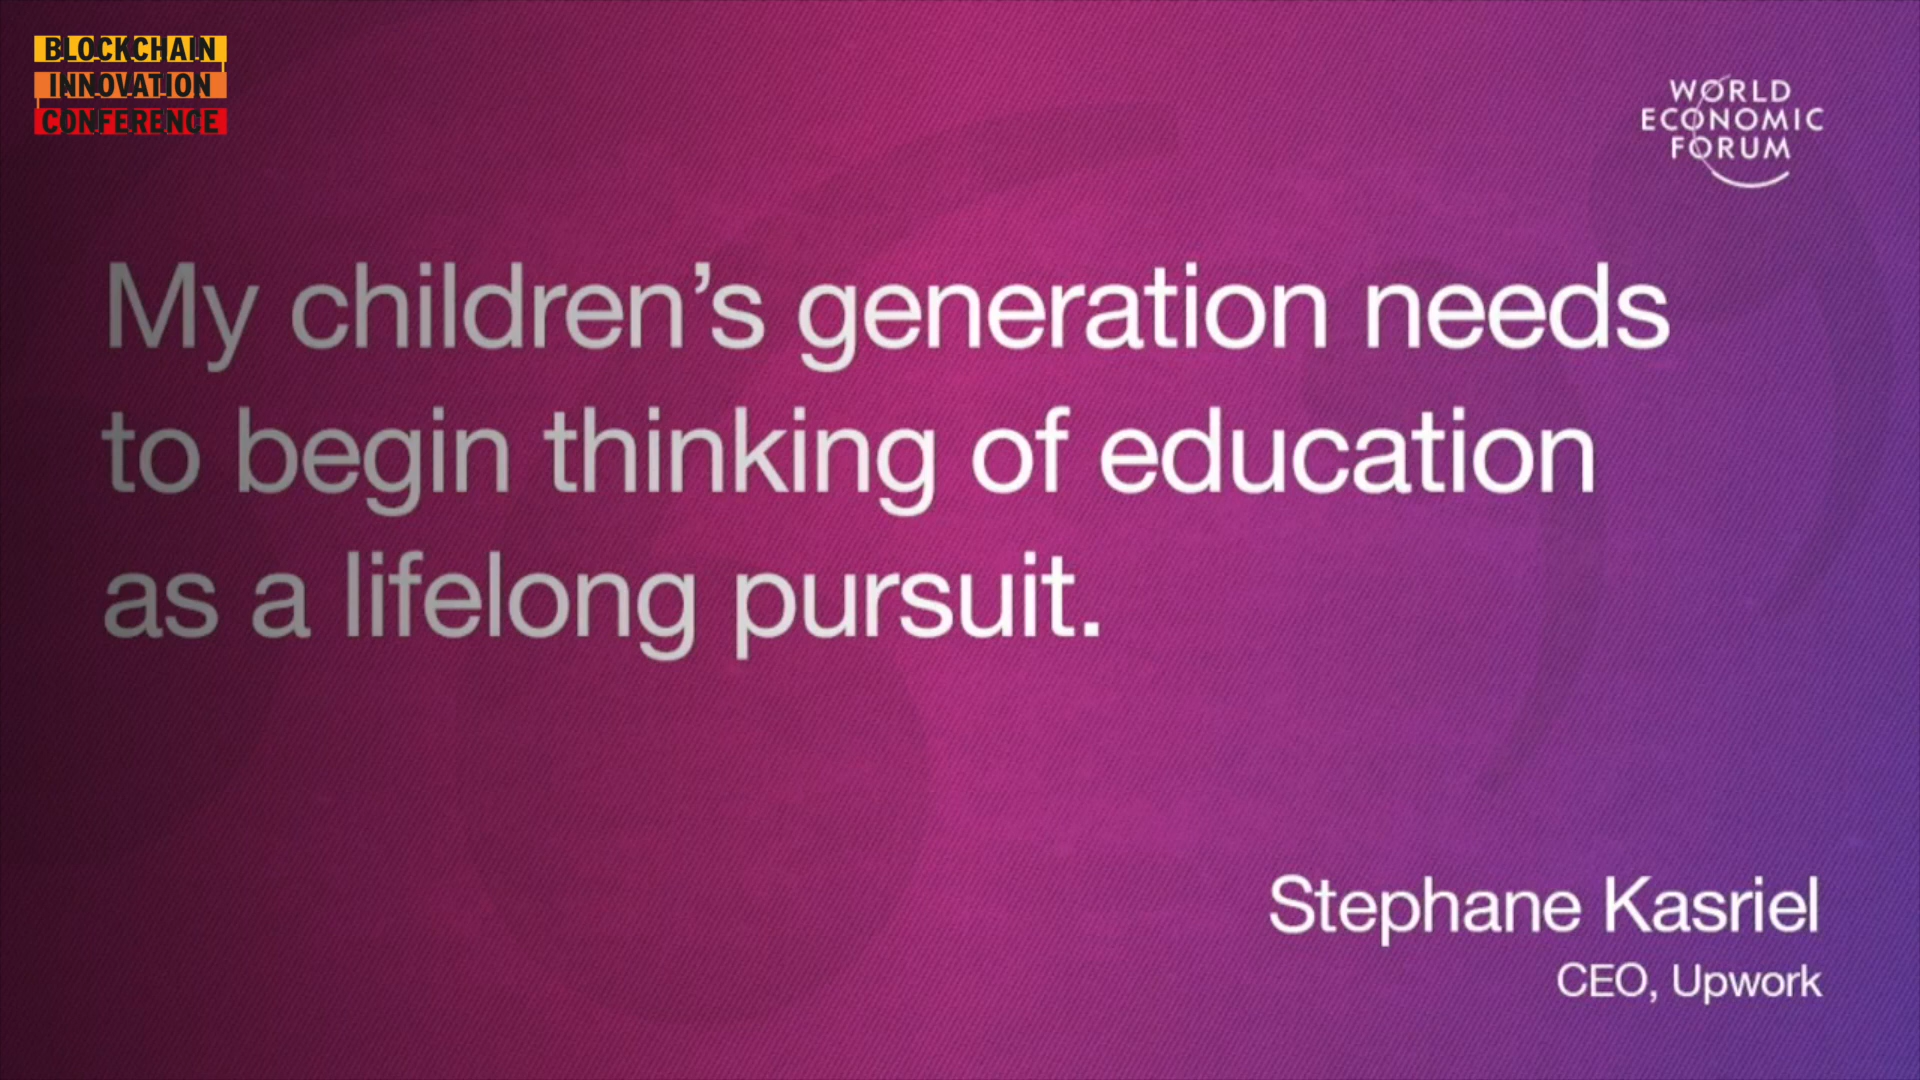 BLOCKCHAIN
INNOVATION
CONFERENCE
WORLD
ECONOMIC
FORUM
My children’s generation needs
to begin thinking of education
as a lifelong pursuit.
Stephane Kasriel
CEO, Upwork